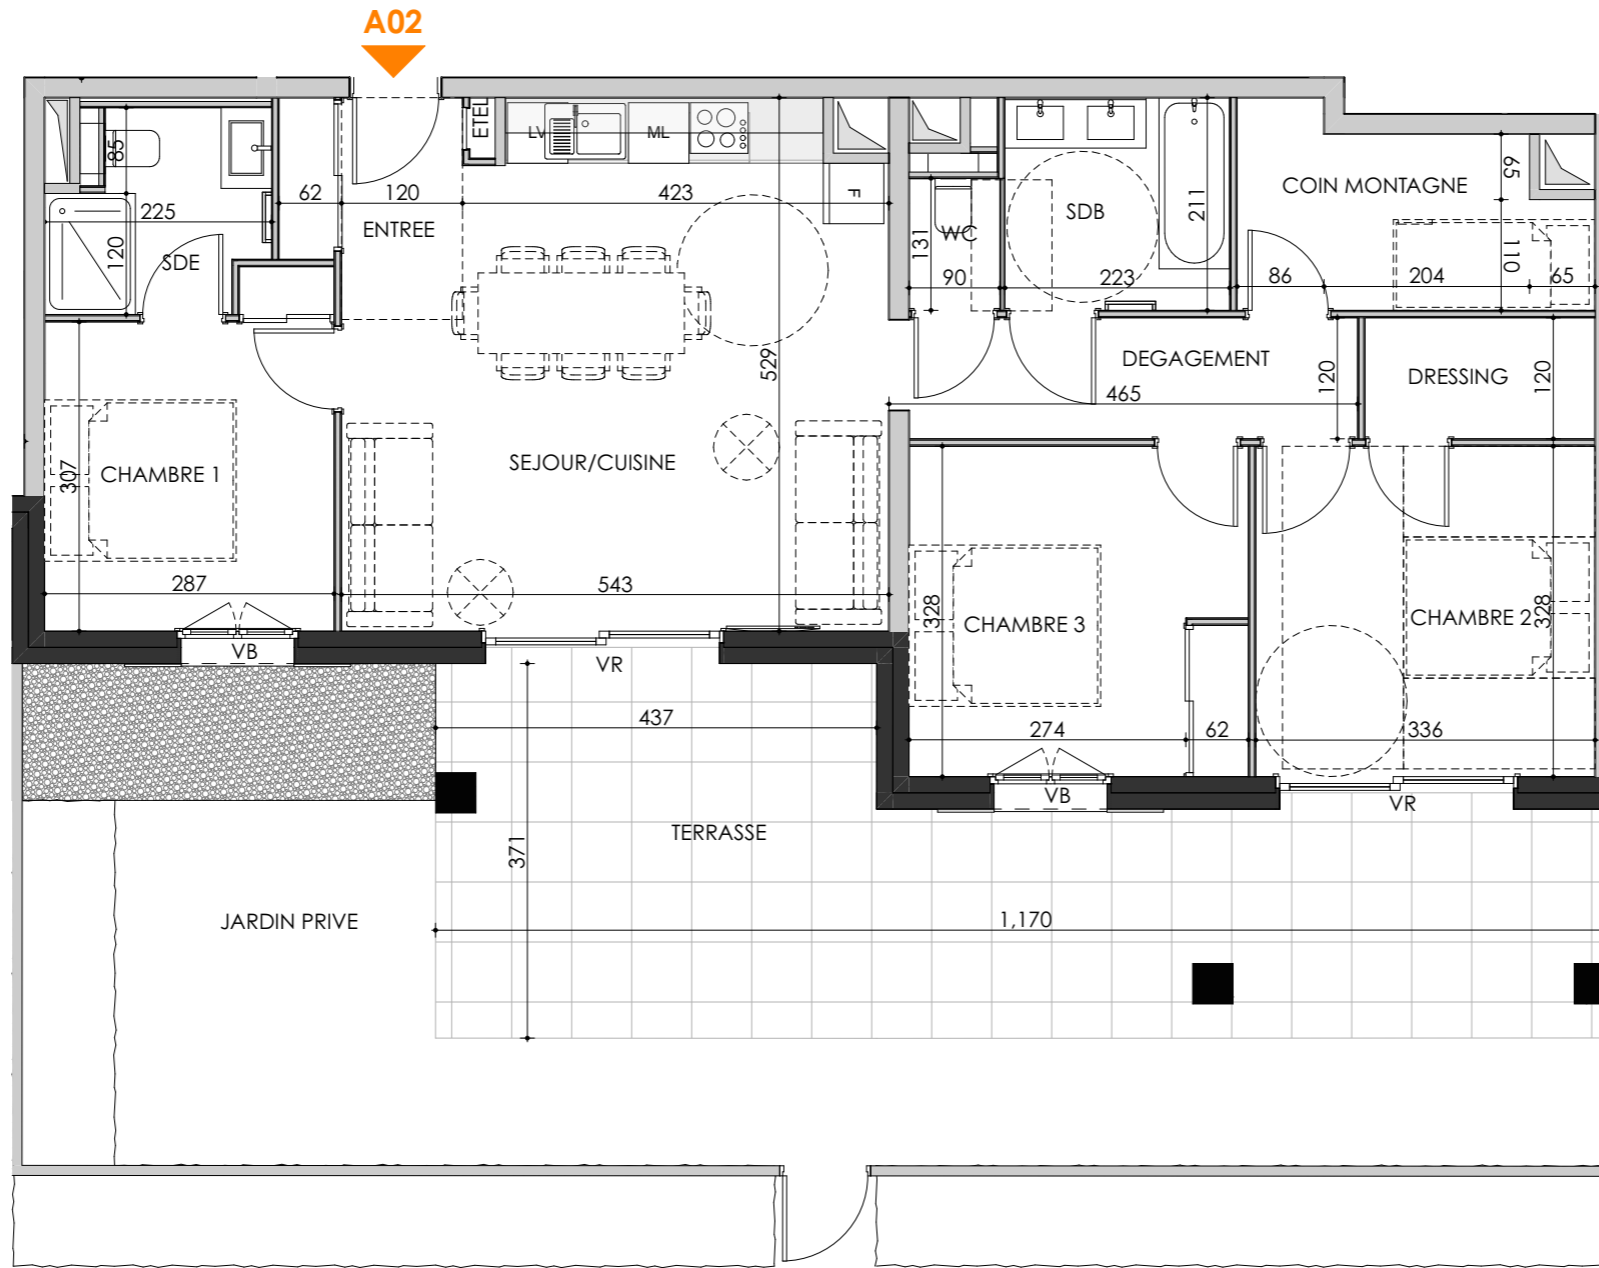 A02
ETEL
LV
ML
85
65
COIN MONTAGNE
62
120
423
F
225
211
SDB
ENTREE
WC
131
120
SDE
110
90
223
86
204
65
DEGAGEMENT
529
120
DRESSING
120
465
307
CHAMBRE 1
SEJOUR/CUISINE
287
543
328
CHAMBRE 3
328
CHAMBRE 2
VB
VR
437
274
62
336
VB
VR
TERRASSE
371
JARDIN PRIVE
1,170